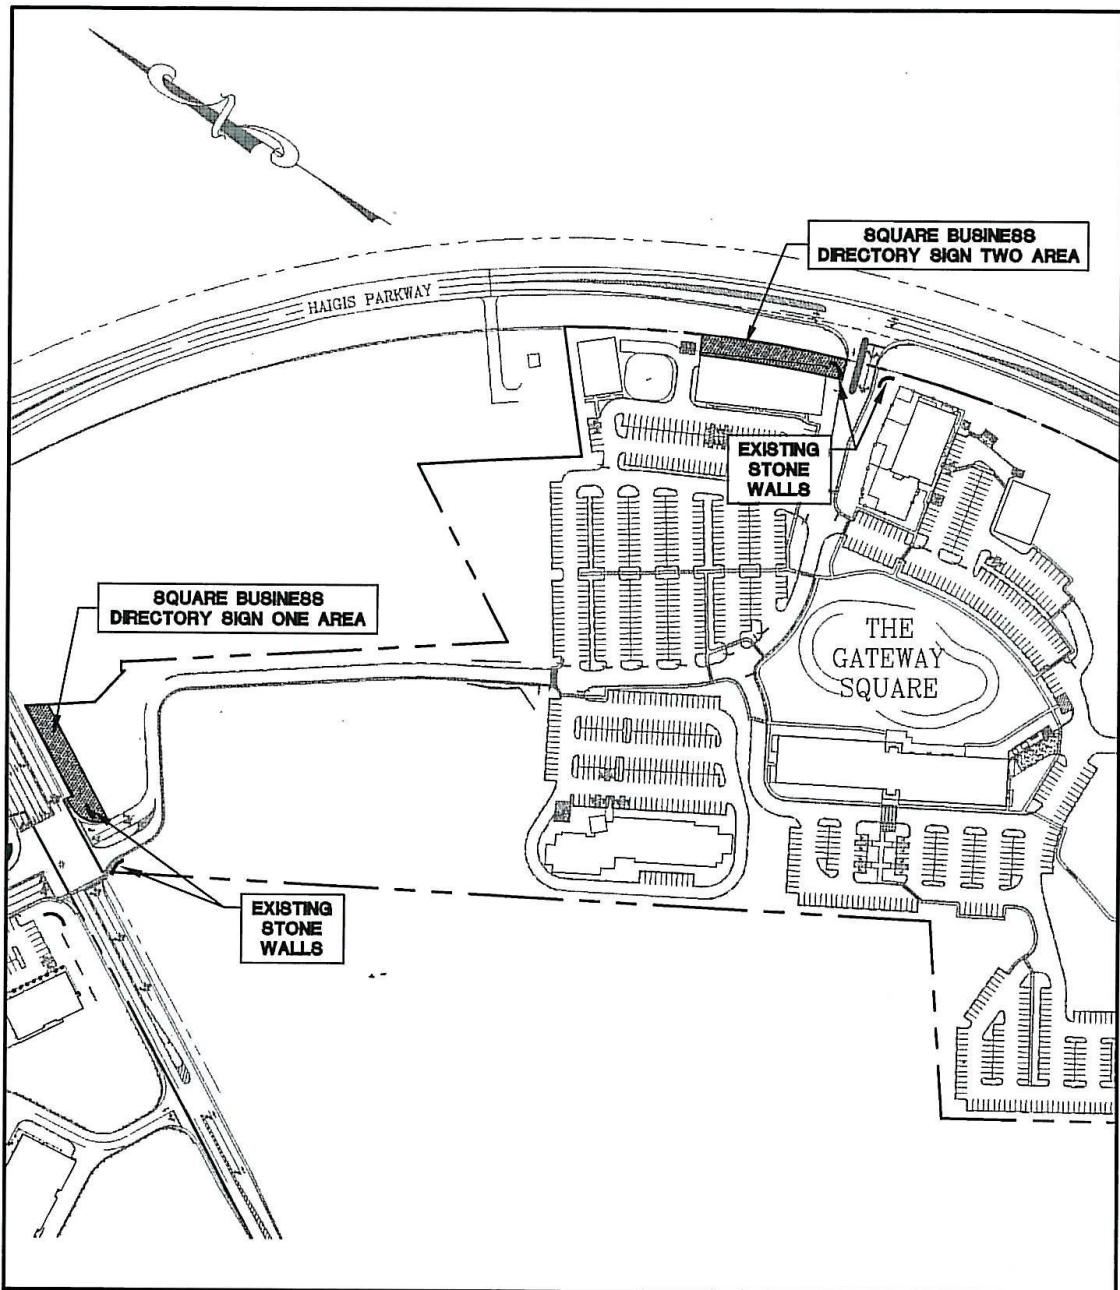 SQUARE BUSINESS
DIRECTORY SIGN TWO AREA
HAIGIS PARKWAY
EXISTING
STONE
WALLS
SQUARE BUSINESS
DIRECTORY SIGN ONE AREA
THE
GATEWAY
SQUARE
EXISTING
STONE
WALLS